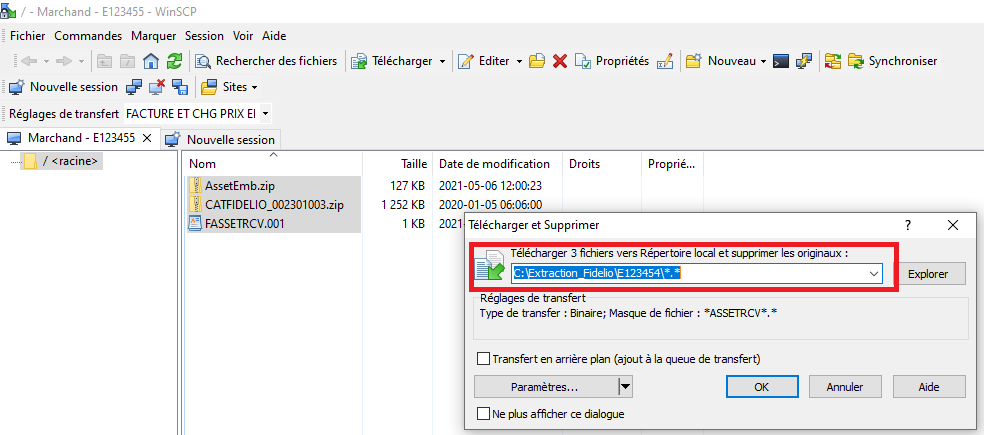 / - Marchand - E123455 - WinSCP
Fichier Commandes Marquer Session Voir Aide
Rechercher des fichiers Télécharger Editer Propriétés Nouveau Synchroniser
Nouvelle session Sites
Réglages de transfert FACTURE ET CHG PRIX El
Marchand - E123455 × Nouvelle session
/ <racine>
Nom Taille Date de modification Droits Proprié...
AssetEmb.zip 127 KB 2021-05-06 12:00:23
CATFIDELIO_002301003.zip 1 252 KB 2020-01-05 06:06:00
FASSETRCV.001 1 KB 2021-
Télécharger et Supprimer ? ×
Télécharger 3 fichiers vers Répertoire local et supprimer les originaux :
C:\Extraction_Fidelio\E123454\*.*
Explorer
Réglages de transfert
Type de transfer : Binaire; Masque de fichier : *ASSETRCV*.*
Transfert en arrière plan (ajout à la queue de transfert)
Paramètres... OK Annuler Aide
Ne plus afficher ce dialogue